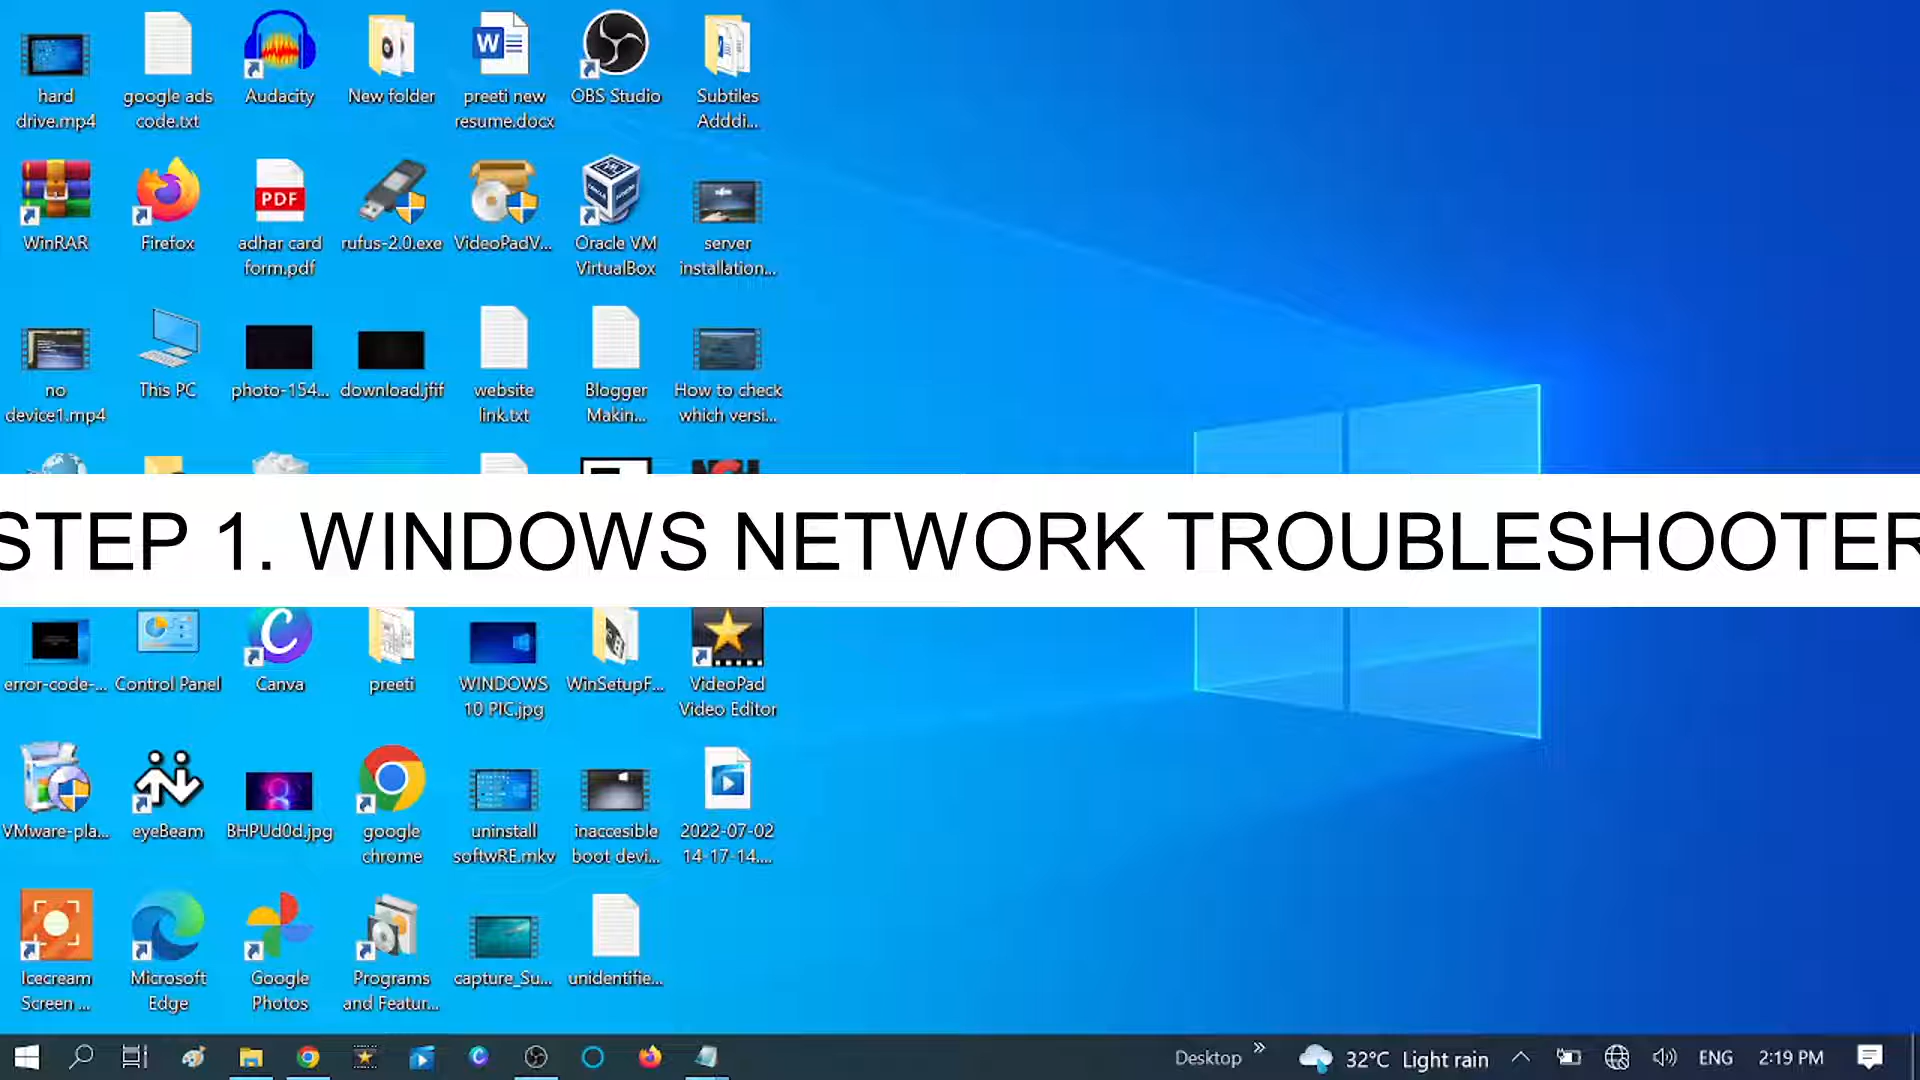 hard
drive.mp4
google ads
code.txt
Audacity
New folder
preeti new
resume.docx
OBS Studio
Subtiles
Adddi...
WinRAR
Firefox
PDF
adhar card
form.pdf
rufus-2.0.exe
VideoPadV...
Oracle VM
VirtualBox
server
installation...
no
device1.mp4
This PC
photo-154...
download.jfif
website
link.txt
Blogger
Makin...
How to check
which versi...
STEP 1. WINDOWS NETWORK TROUBLESHOOTER
error-code-...
Control Panel
Canva
preeti
WINDOWS
10 PIC.jpg
WinSetupF...
VideoPad
Video Editor
VMware-pla...
eyeBeam
BHPUd0d.jpg
google
chrome
uninstall
softwRE.mkv
inaccesible
boot devi...
2022-07-02
14-17-14....
Icecream
Screen ...
Microsoft
Edge
Google
Photos
Programs
and Featur...
capture_Su...
unidentifie...
Desktop
32°C Light rain
ENG
2:19 PM